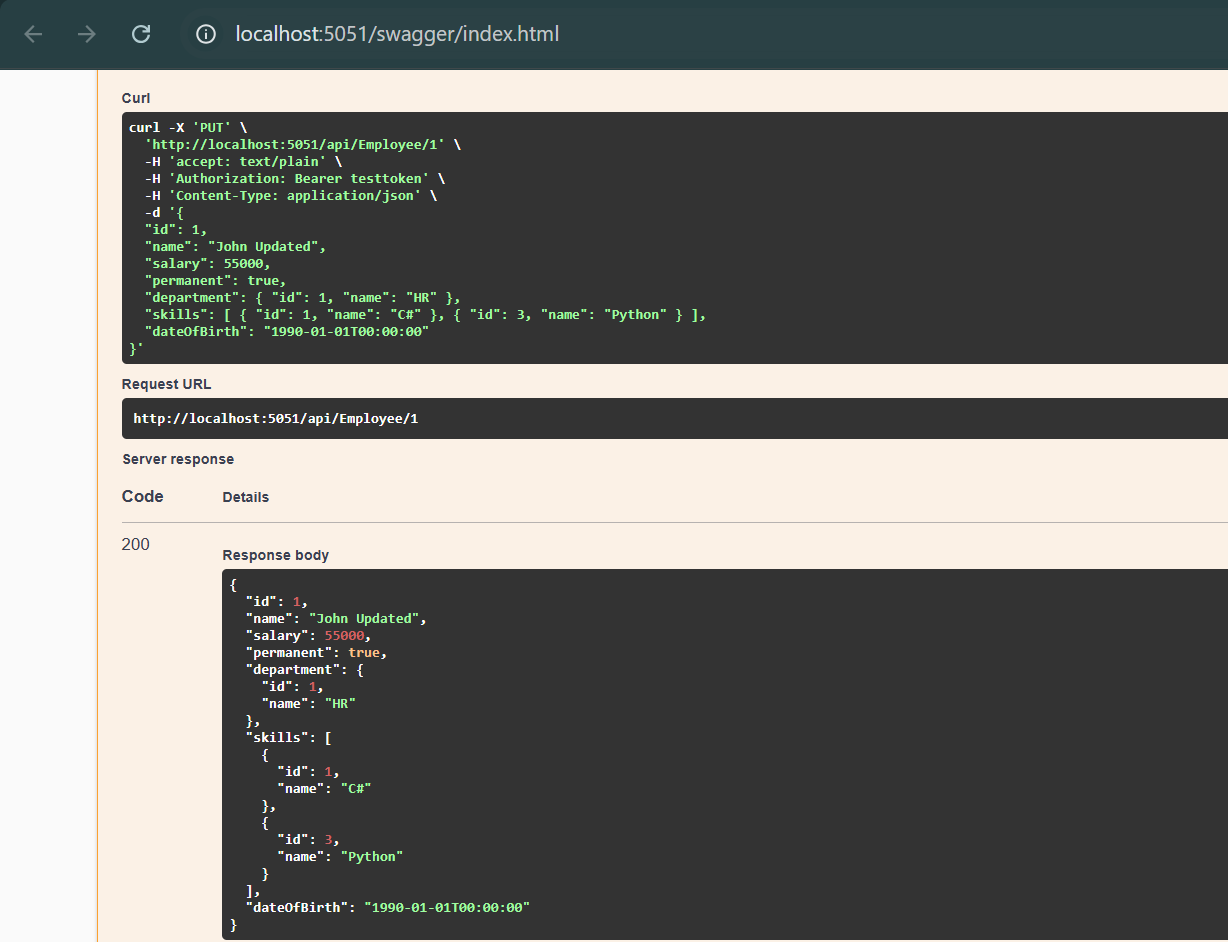 localhost:5051/swagger/index.html
Curl
curl -X 'PUT' \
  'http://localhost:5051/api/Employee/1' \
  -H 'accept: text/plain' \
  -H 'Authorization: Bearer testtoken' \
  -H 'Content-Type: application/json' \
  -d '{
  "id": 1,
  "name": "John Updated",
  "salary": 55000,
  "permanent": true,
  "department": { "id": 1, "name": "HR" },
  "skills": [ { "id": 1, "name": "C#" }, { "id": 3, "name": "Python" } ],
  "dateOfBirth": "1990-01-01T00:00:00"
}'
Request URL
http://localhost:5051/api/Employee/1
Server response
Code Details
200
Response body
{
  "id": 1,
  "name": "John Updated",
  "salary": 55000,
  "permanent": true,
  "department": {
    "id": 1,
    "name": "HR"
  },
  "skills": [
    {
      "id": 1,
      "name": "C#"
    },
    {
      "id": 3,
      "name": "Python"
    }
  ],
  "dateOfBirth": "1990-01-01T00:00:00"
}